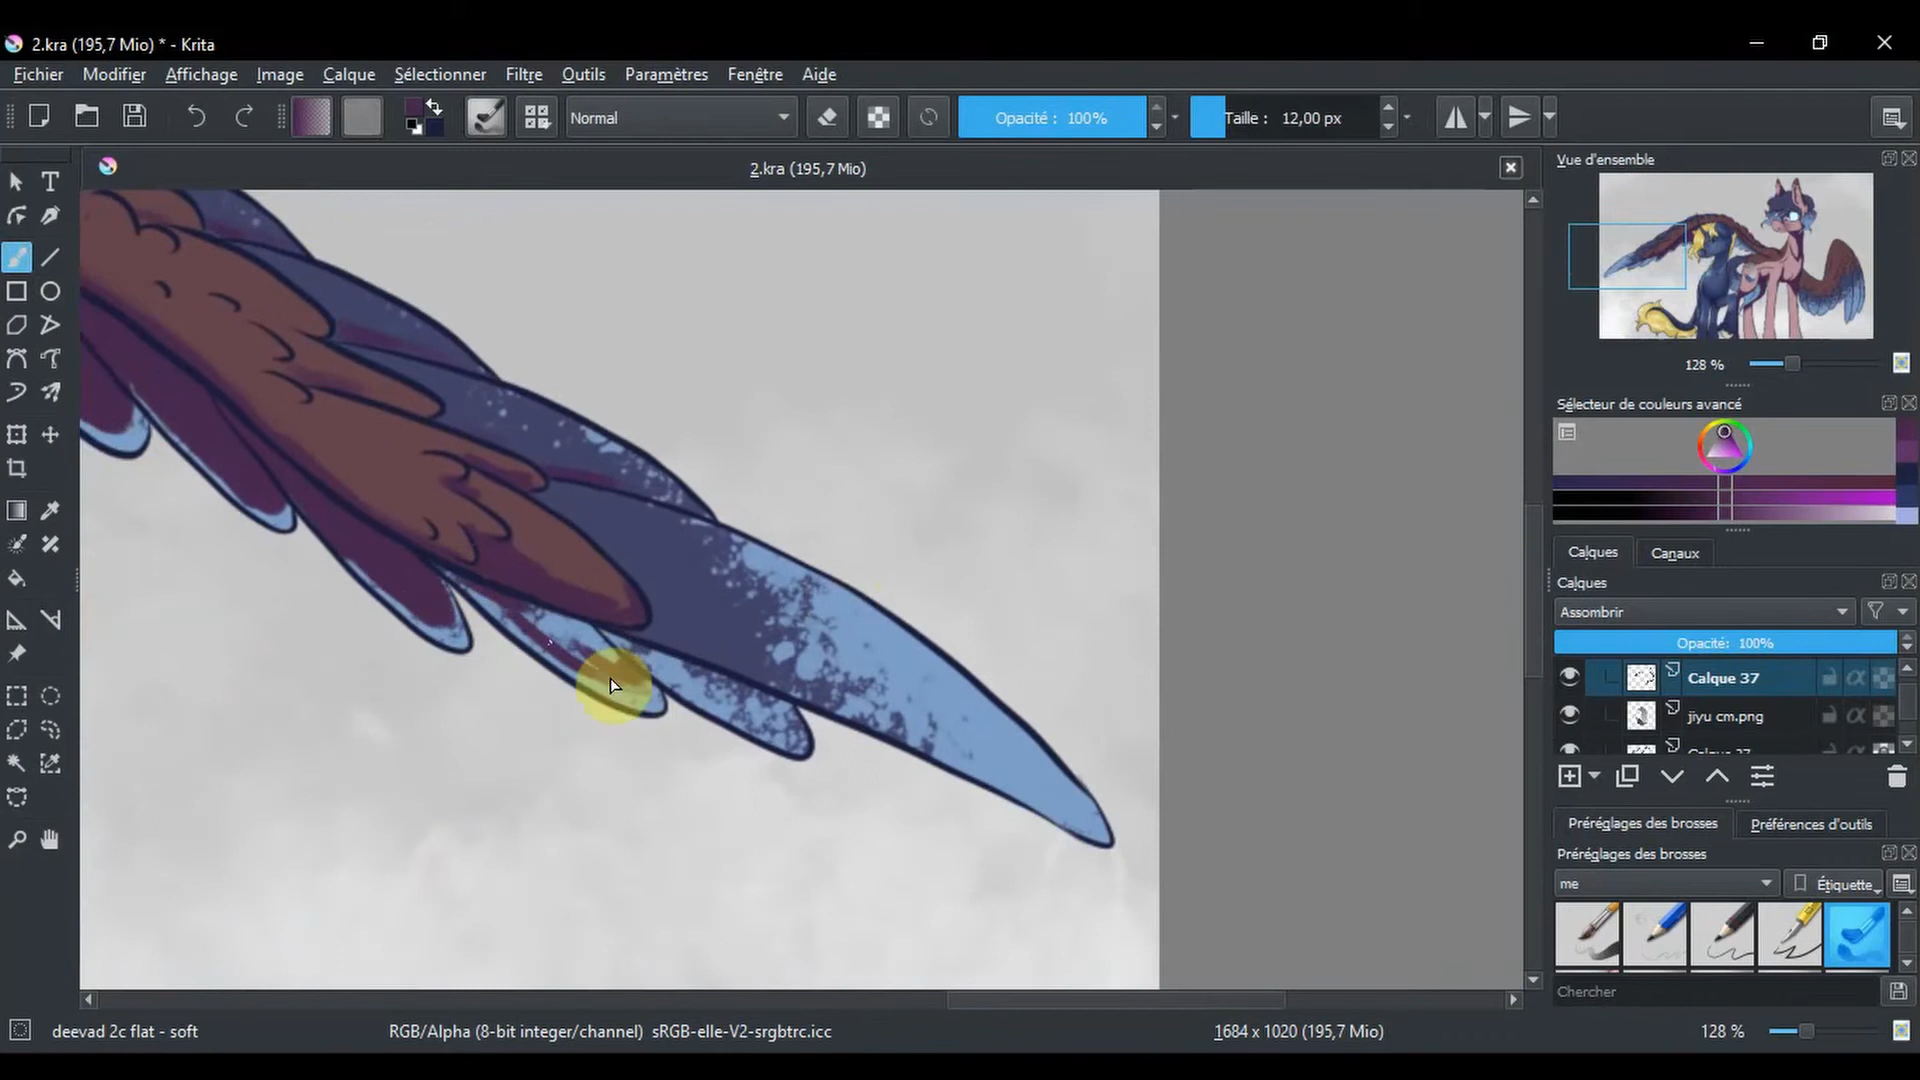 2.kra (195,7 Mio) * - Krita
Fichier Modifier Affichage Image Calque Sélectionner Filtre Outils Paramètres Fenêtre Aide
Normal
Opacité : 100%
Taille : 12,00 px
2.kra (195,7 Mio)
Vue d'ensemble
128 %
Sélecteur de couleurs avancé
Calques Canaux
Calques
Assombrir
Opacité: 100%
Calque 37
jiyu cm.png
Calque 27
Préréglages des brosses Préférences d'outils
Préréglages des brosses
me
Étiquette
Chercher
deevad 2c flat - soft
RGB/Alpha (8-bit integer/channel) sRGB-elle-V2-srgbtrc.icc
1684 x 1020 (195,7 Mio)
128 %